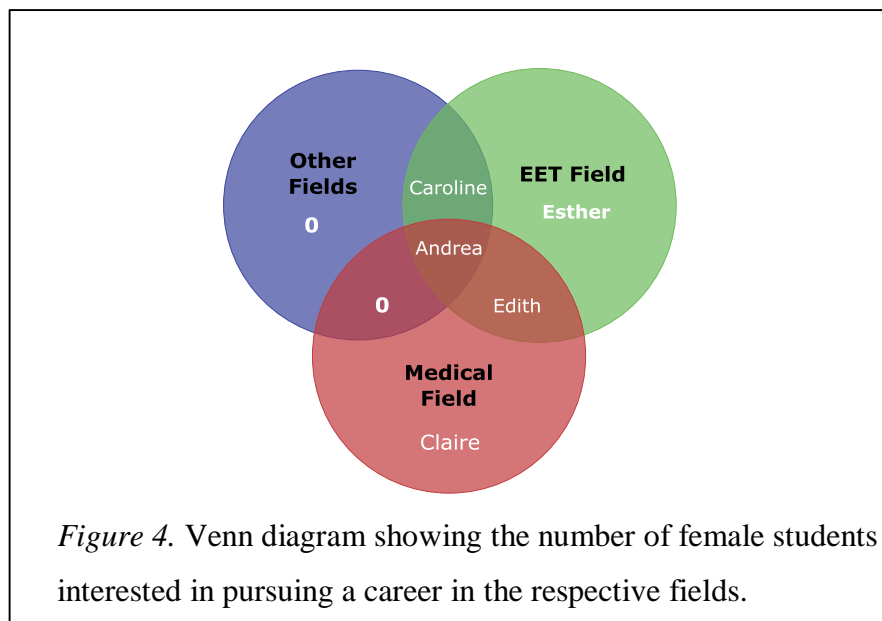 Other
Fields
0
Caroline
EET Field
Esther
Andrea
0
Edith
Medical
Field
Claire
Figure 4. Venn diagram showing the number of female students
interested in pursuing a career in the respective fields.